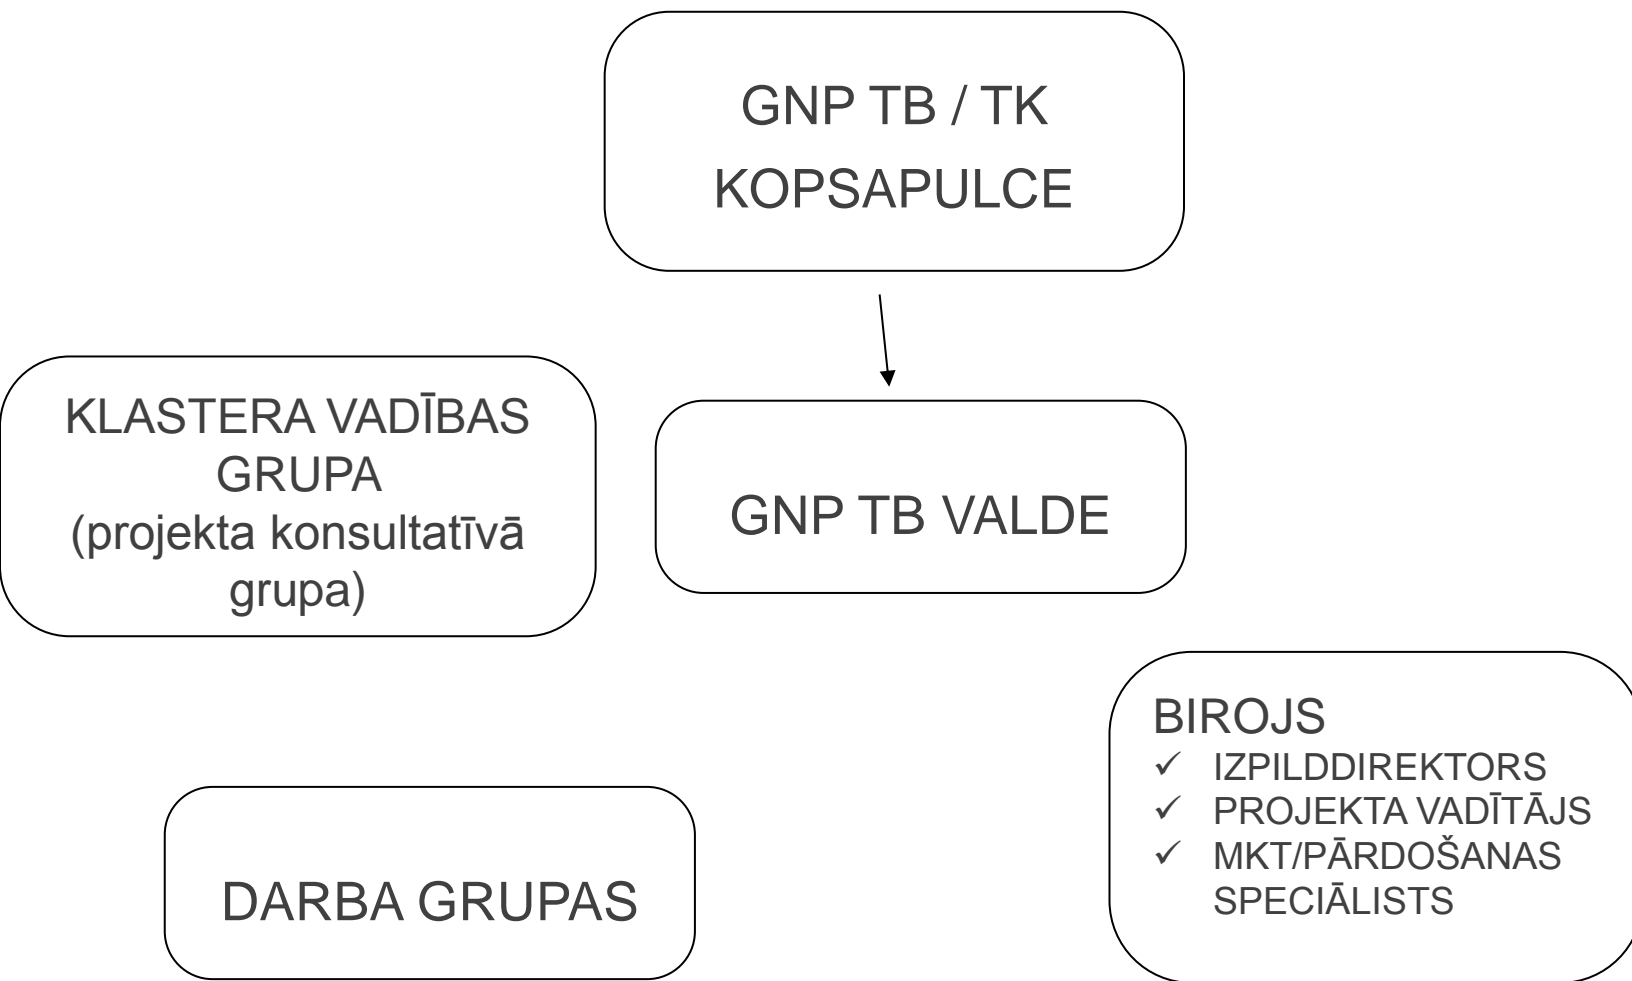 GNP TB / TK
KOPSAPULCE
KLASTERA VADĪBAS
GRUPA
(projekta konsultatīvā
grupa)
GNP TB VALDE
BIROJS
✓ IZPILDDIREKTORS
✓ PROJEKTA VADĪTĀJS
✓ MKT/PĀRDOŠANAS
SPECIĀLISTS
DARBA GRUPAS